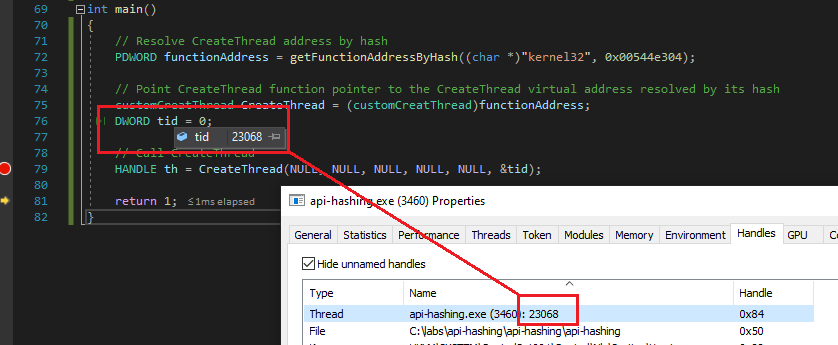 69 int main()
70 {
71 // Resolve CreateThread address by hash
72 PDWORD functionAddress = getFunctionAddressByHash((char *)"kernel32", 0x00544e304);
73
74 // Point CreateThread function pointer to the CreateThread virtual address resolved by its hash
75 customCreatThread CreateThread = (customCreatThread)functionAddress;
76 DWORD tid = 0;
77 tid 23068
78 // Call CreateThread
79 HANDLE th = CreateThread(NULL, NULL, NULL, NULL, NULL, &tid);
80
81 return 1; ≤1ms elapsed
82 }
api-hashing.exe (3460) Properties
General Statistics Performance Threads Token Modules Memory Environment Handles GPU
Hide unnamed handles
Type Name Handle
Thread api-hashing.exe (3460): 23068 0x84
File C:\labs\api-hashing\api-hashing\api-hashing 0x50